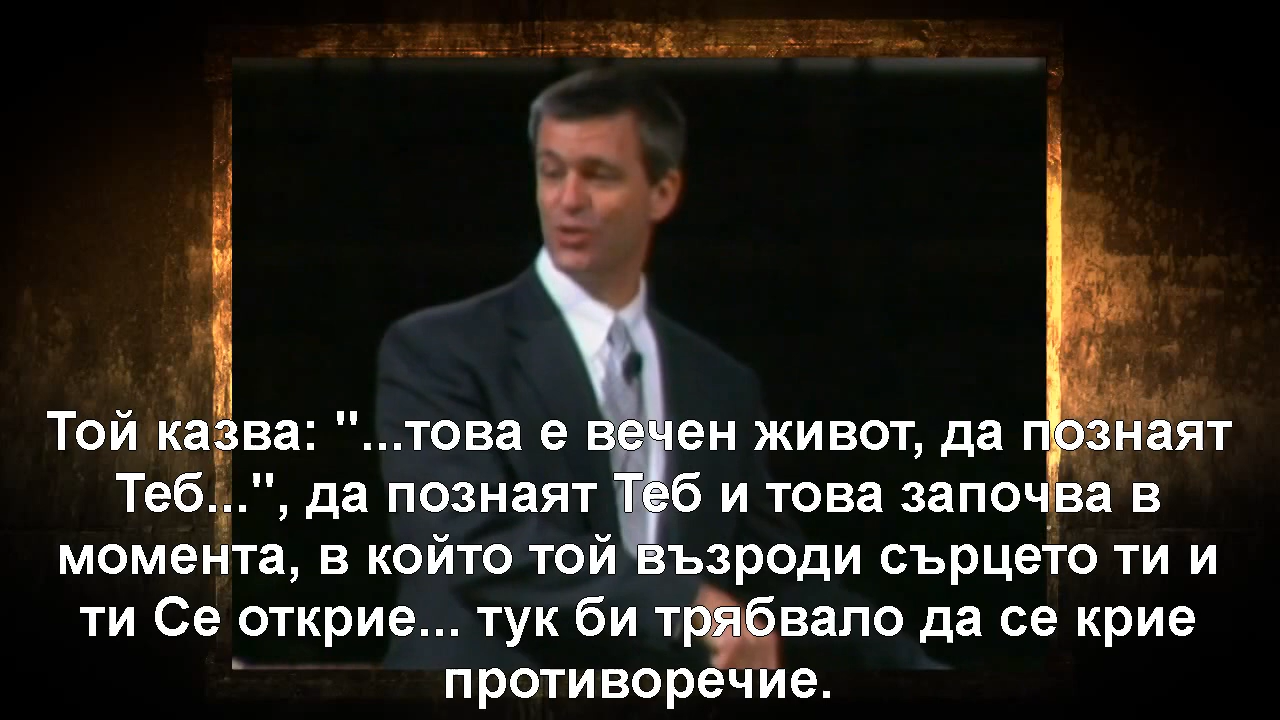 Той казва: "...това е вечен живот, да познаят
Теб...", да познаят Теб и това започва в
момента, в който той възроди сърцето ти и
ти Се открие... тук би трябвало да се крие
противоречие.